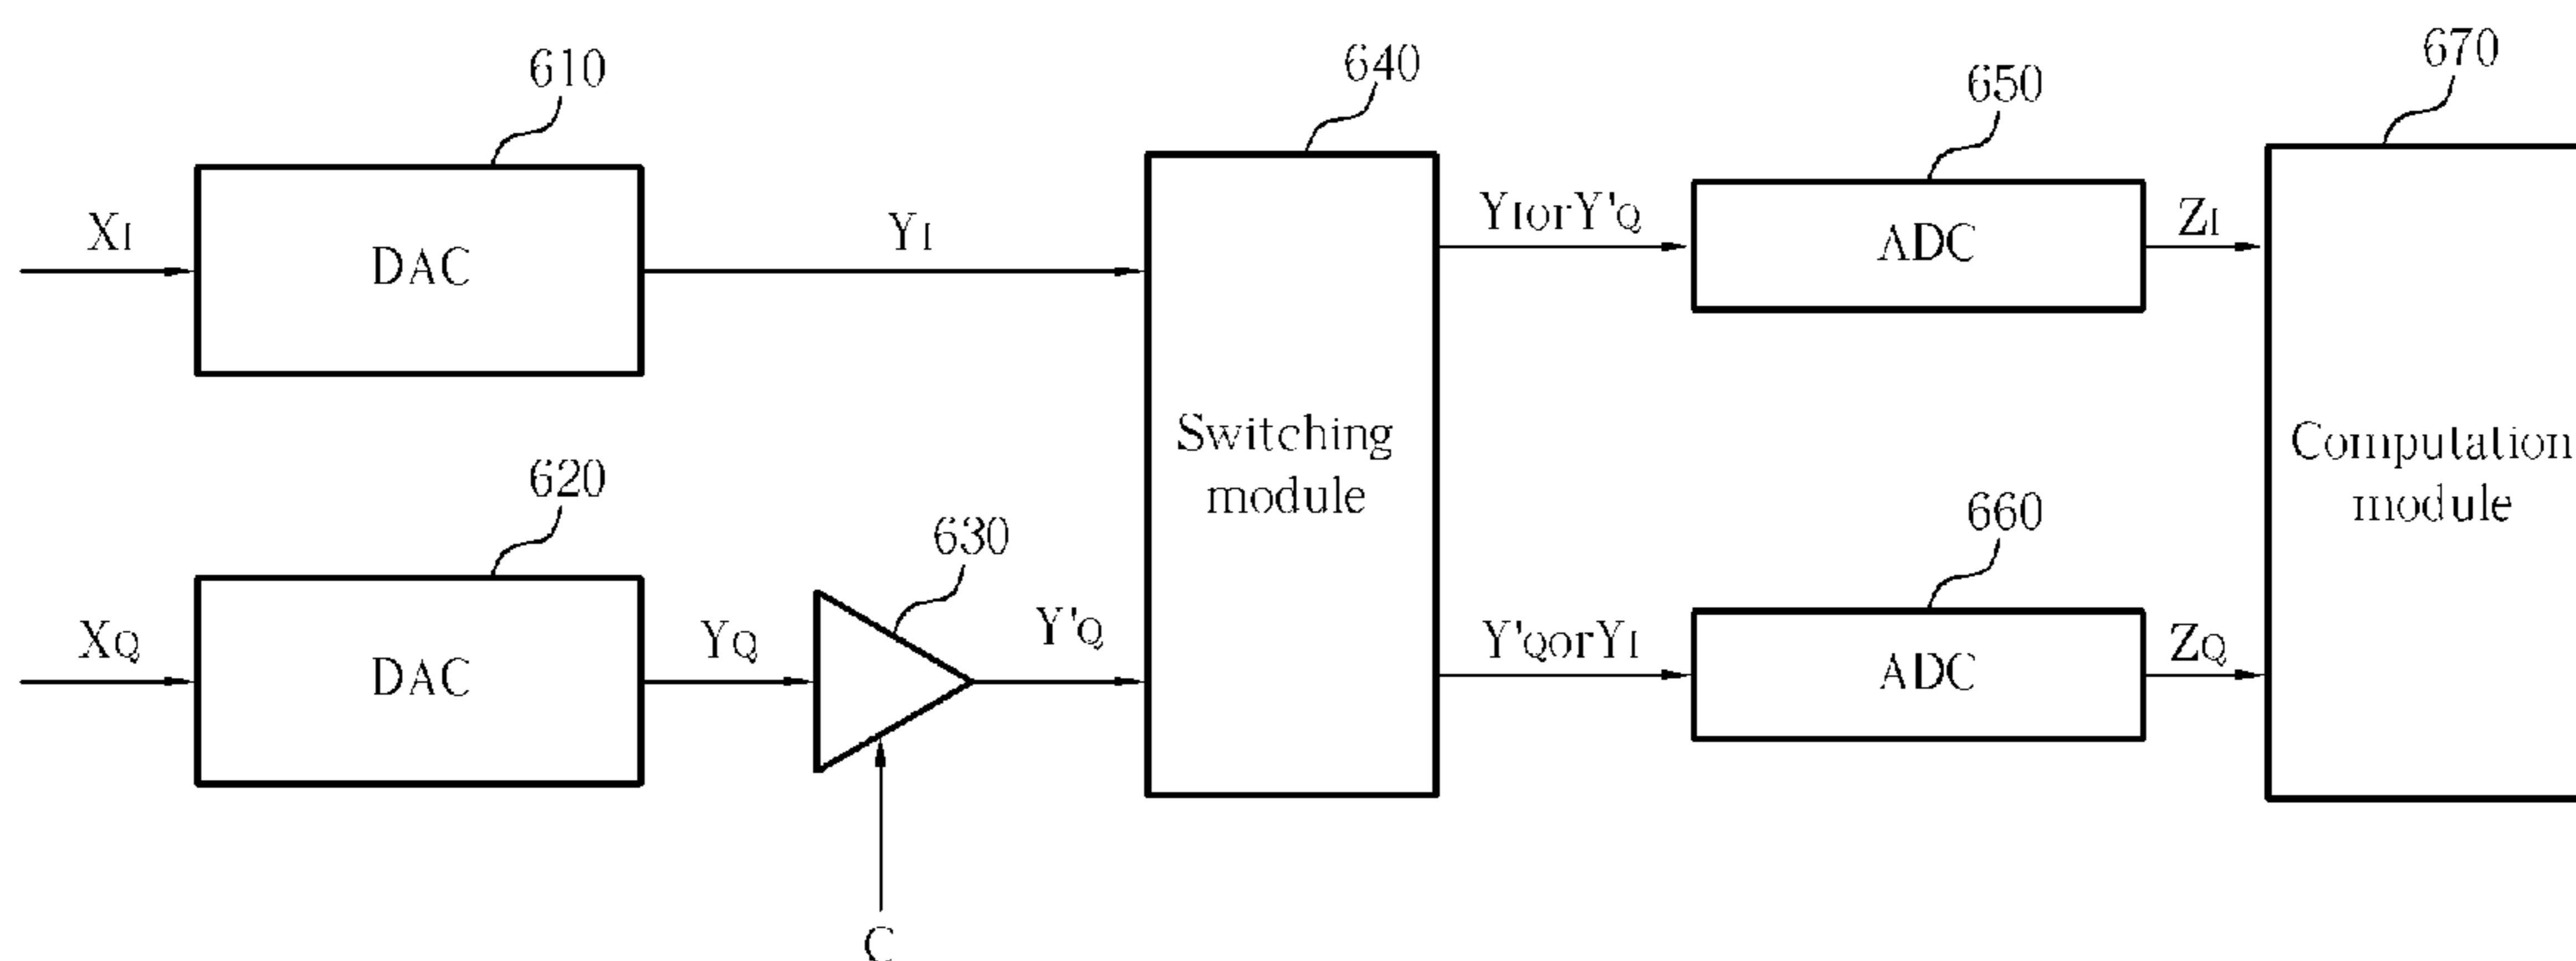 610
640
650
670
XI
DAC
YI
YIorY'Q
ADC
ZI
Switching
module
Computation
module
620
630
660
XQ
DAC
YQ
Y'Q
Y'QorYI
ADC
ZQ
C